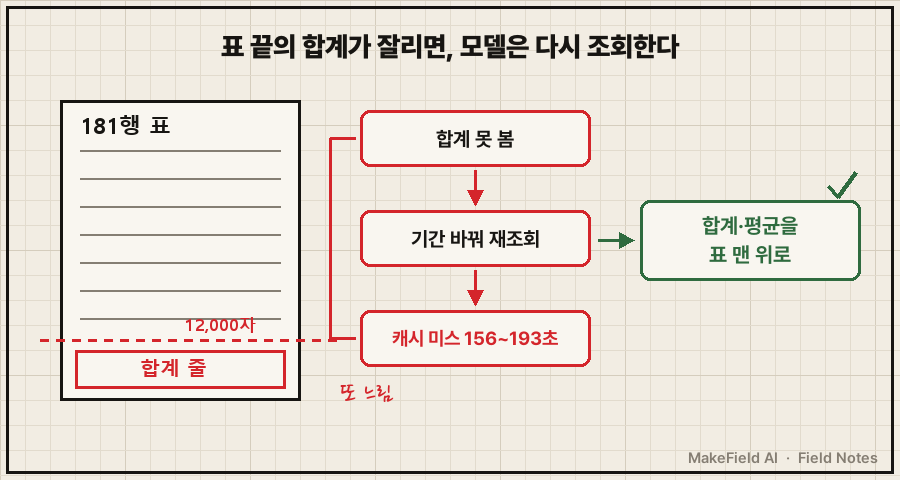 표 끝의 합계가 잘리면, 모델은 다시 조회한다
181행 표
12,000자
합계 줄
합계 못 봄
기간 바꿔 재조회
캐시 미스 156~193초
또 느림
합계·평균을
표 맨 위로
MakeField AI · Field Notes